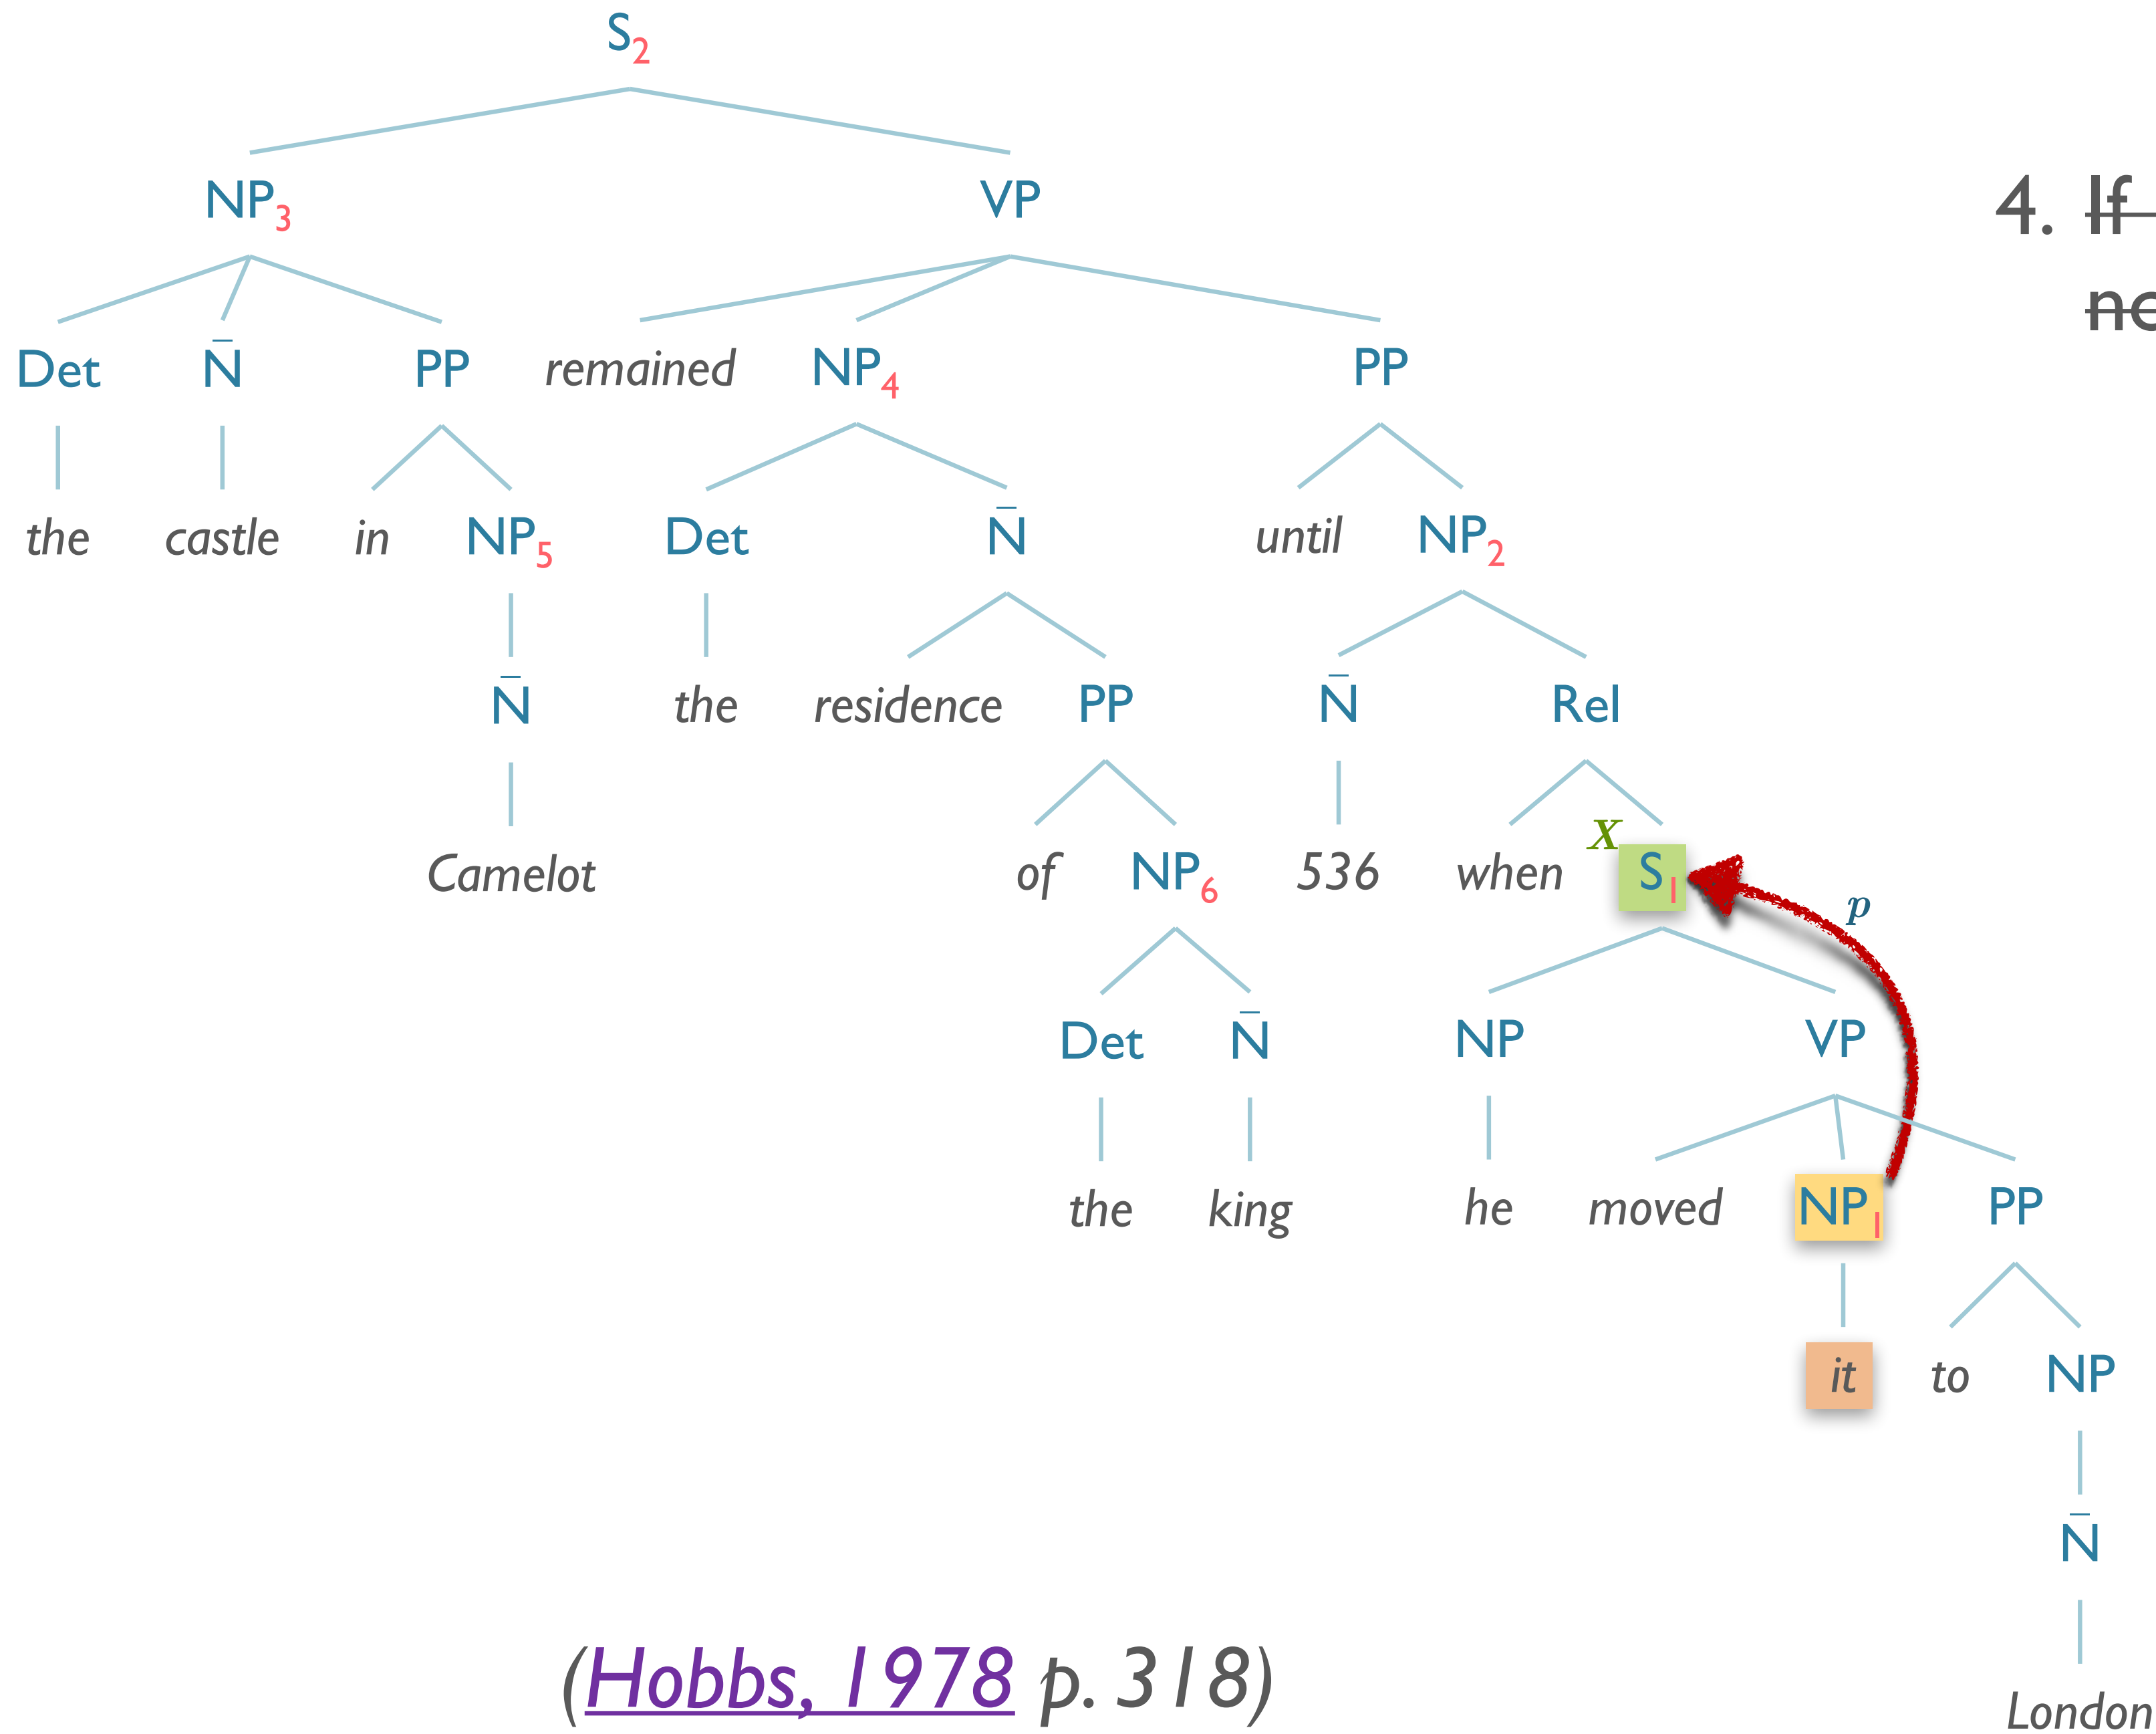 S2
NP3 VP
4. If
ne
Det N̄ PP remained NP4 PP
the castle in NP5 Det N̄ until NP2
N̄ the residence PP N̄ Rel
Camelot of NP6 536 when X S1
p
Det N̄ NP VP
the king he moved NP1 PP
it to NP
N̄
(Hobbs, 1978 p. 318)
London